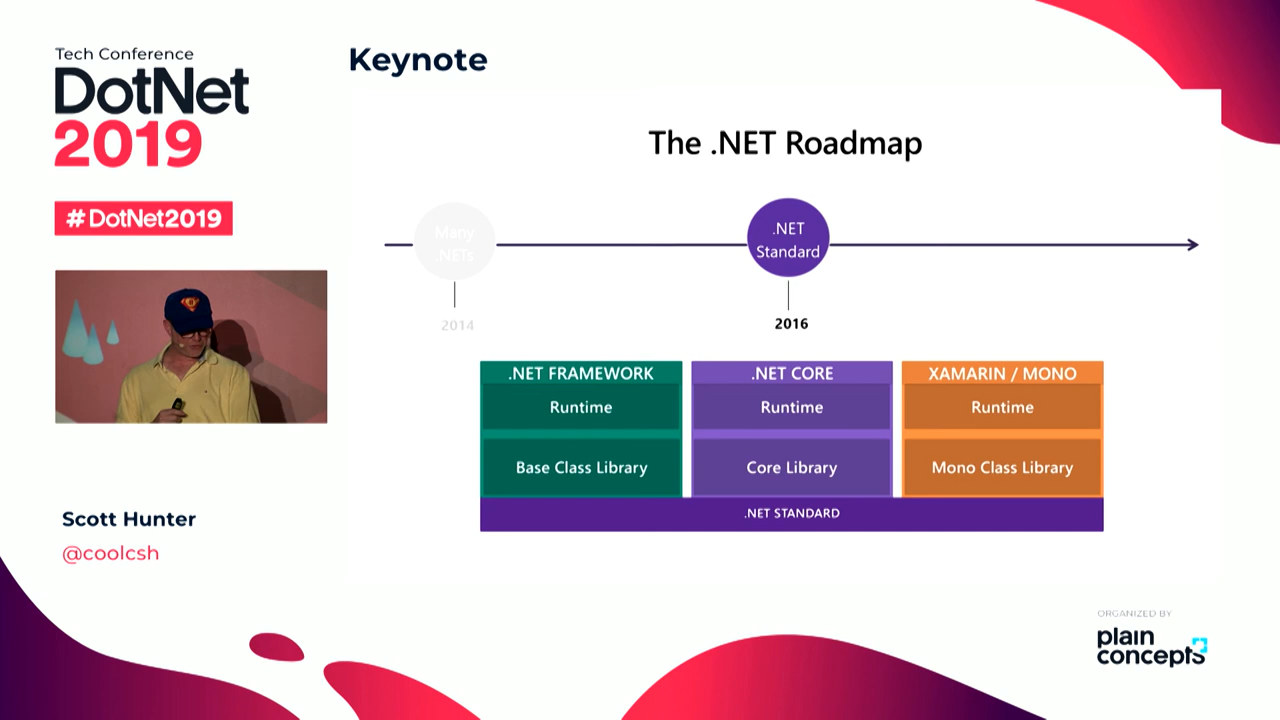 Tech Conference
DotNet
2019
#DotNet2019
Scott Hunter
@coolcsh
Keynote
The .NET Roadmap
Many
.NETs
2014
.NET
Standard
2016
.NET FRAMEWORK
Runtime
Base Class Library
.NET CORE
Runtime
Core Library
XAMARIN / MONO
Runtime
Mono Class Library
.NET STANDARD
ORGANIZED BY
plain
concepts